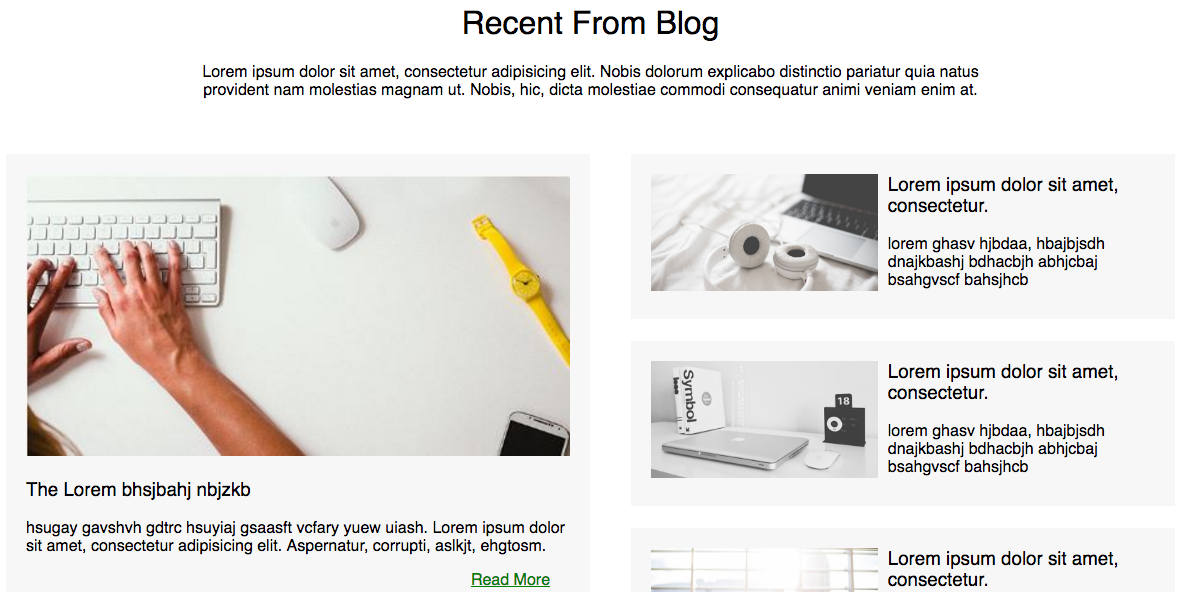 Recent From Blog
Lorem ipsum dolor sit amet, consectetur adipisicing elit. Nobis dolorum explicabo distinctio pariatur quia natus
provident nam molestias magnam ut. Nobis, hic, dicta molestiae commodi consequatur animi veniam enim at.
The Lorem bhsjbahj nbjzkb
hsugay gavshvh gdtrc hsuyiaj gsaasft vcfary yuew uiash. Lorem ipsum dolor
sit amet, consectetur adipisicing elit. Aspernatur, corrupti, aslkjt, ehgtosm.
Read More
Lorem ipsum dolor sit amet,
consectetur.
lorem ghasv hjbdaa, hbajbjsdh
dnajkbashj bdhacbjh abhjcbaj
bsahgvscf bahsjhcb
Symbol
18
Lorem ipsum dolor sit amet,
consectetur.
lorem ghasv hjbdaa, hbajbjsdh
dnajkbashj bdhacbjh abhjcbaj
bsahgvscf bahsjhcb
Lorem ipsum dolor sit amet,
consectetur.